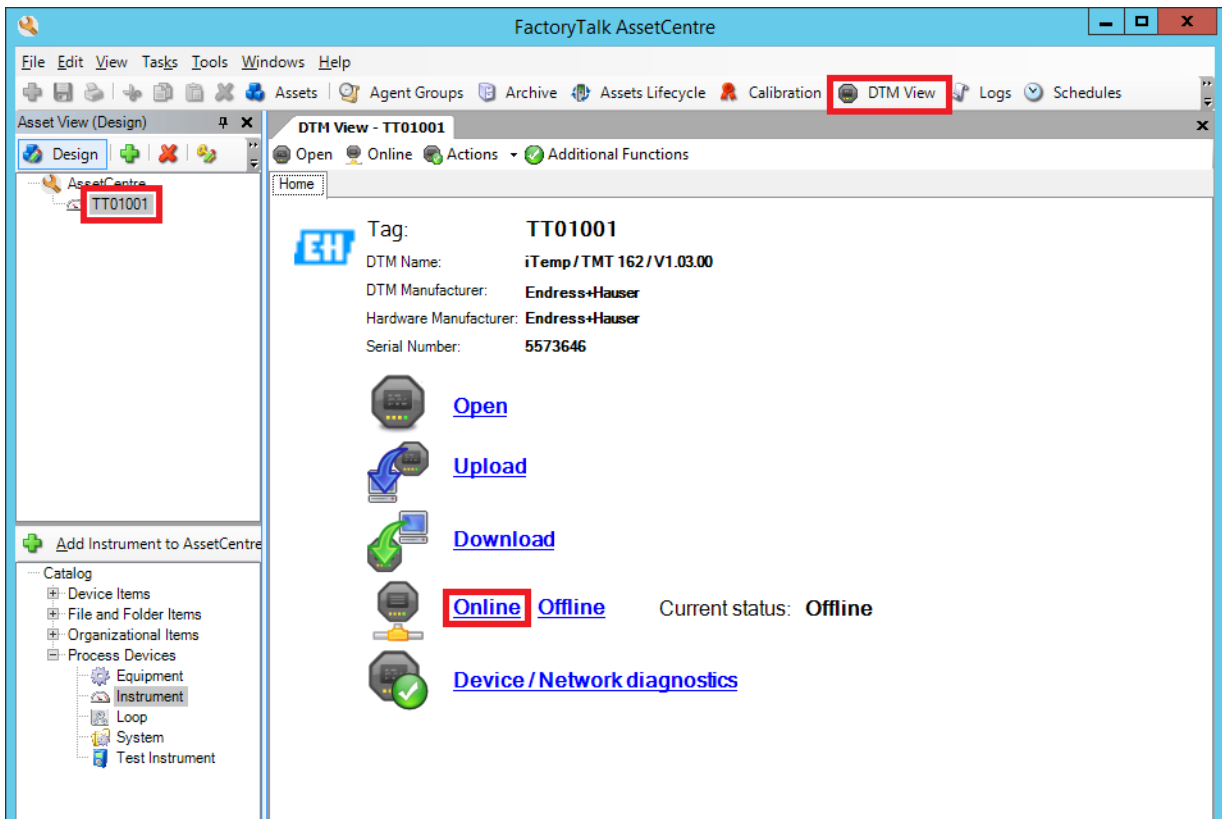 FactoryTalk AssetCentre
File Edit View Tasks Tools Windows Help
Assets Agent Groups Archive Assets Lifecycle Calibration DTM View Logs Schedules
Asset View (Design)
Design
AssetCentre
TT01001
Add Instrument to AssetCentre
Catalog
Device Items
File and Folder Items
Organizational Items
Process Devices
Equipment
Instrument
Loop
System
Test Instrument
DTM View - TT01001
Open Online Actions Additional Functions
Home
EH
Tag: TT01001
DTM Name: iTemp / TMT 162 / V1.03.00
DTM Manufacturer: Endress+Hauser
Hardware Manufacturer: Endress+Hauser
Serial Number: 5573646
Open
Upload
Download
Online Offline Current status: Offline
Device / Network diagnostics